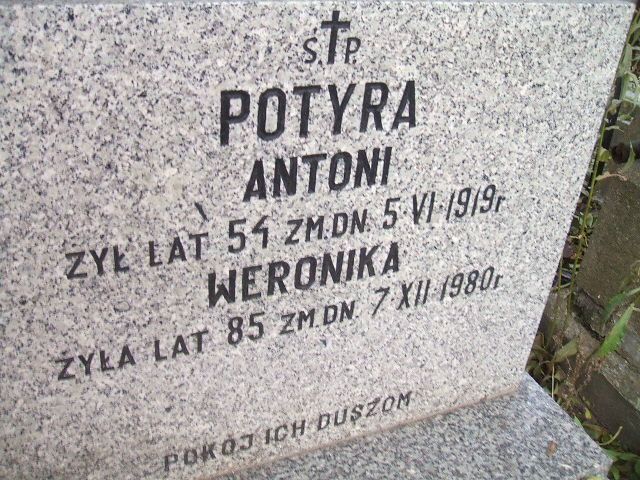 Ś✝P.
POTYRA
ANTONI
ŻYŁ LAT 54 ZM.DN. 5 VI 1919r
WERONIKA
ŻYŁA LAT 85 ZM.DN. 7 XII 1980r.
POKOJ ICH DUSZOM